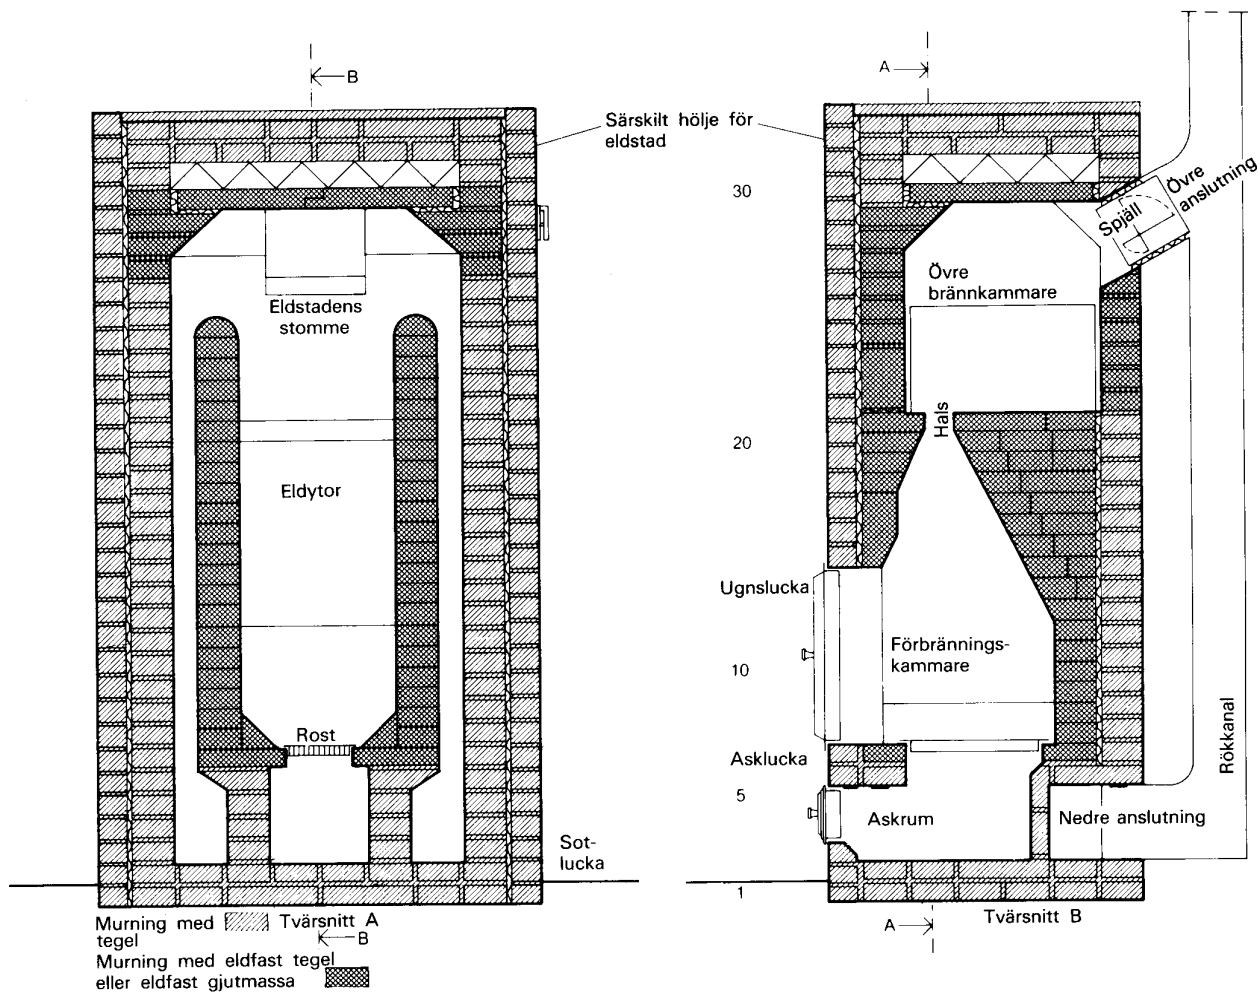 B
A
Särskilt hölje för
eldstad
30
Övre
anslutning
Spjäll
Övre
brännkammare
Eldstadens
stomme
Hals
20
Eldytor
Ugnslucka
Förbrännings-
kammare
10
Rost
Asklucka
5
Askrum
Nedre anslutning
Rökkanal
Sot-
lucka
1
Murning med
tegel
Tvärsnitt A
B
A
Tvärsnitt B
Murning med eldfast tegel
eller eldfast gjutmassa